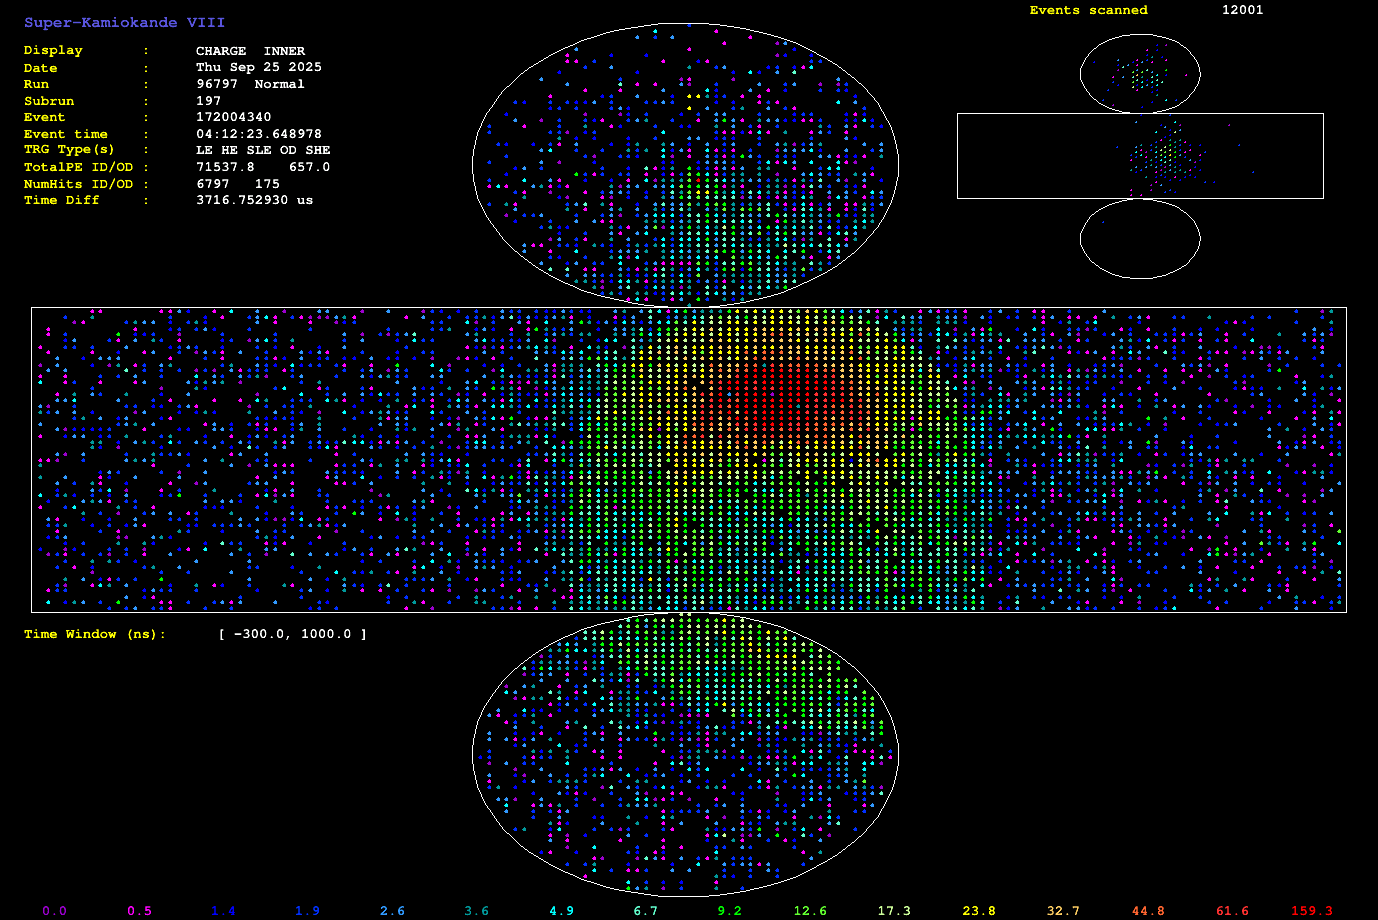 Super-Kamiokande VIII
Display : CHARGE INNER
Date : Thu Sep 25 2025
Run : 96797 Normal
Subrun : 197
Event : 172004340
Event time : 04:12:23.648978
TRG Type(s) : LE HE SLE OD SHE
TotalPE ID/OD : 71537.8 657.0
NumHits ID/OD : 6797 175
Time Diff : 3716.752930 us
Events scanned 12001
Time Window (ns): [ -300.0, 1000.0 ]
0.0 0.5 1.4 1.9 2.6 3.6 4.9 6.7 9.2 12.6 17.3 23.8 32.7 44.8 61.6 159.3